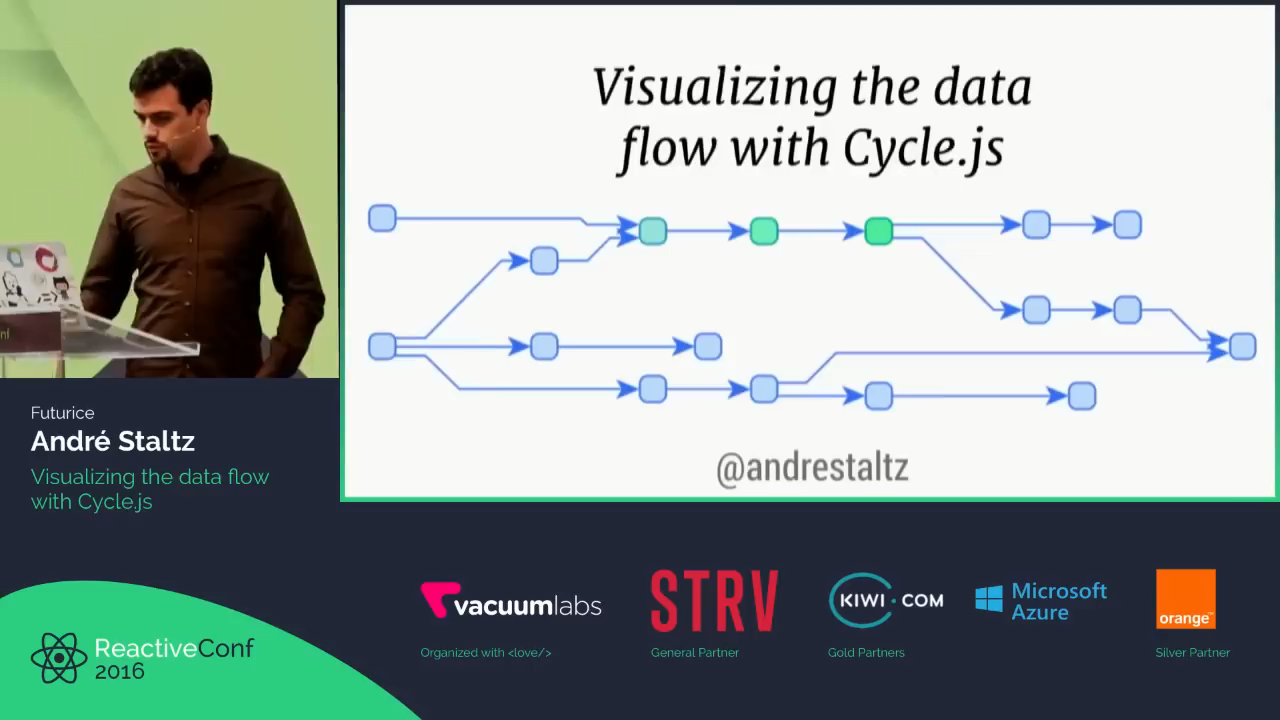 Visualizing the data
flow with Cycle.js
@andrestaltz
Futurice
André Staltz
Visualizing the data flow
with Cycle.js
vacuumlabs
STRV
KIWI.COM
Microsoft
Azure
orange™
Organized with <love/>
General Partner
Gold Partners
Silver Partner
ReactiveConf
2016